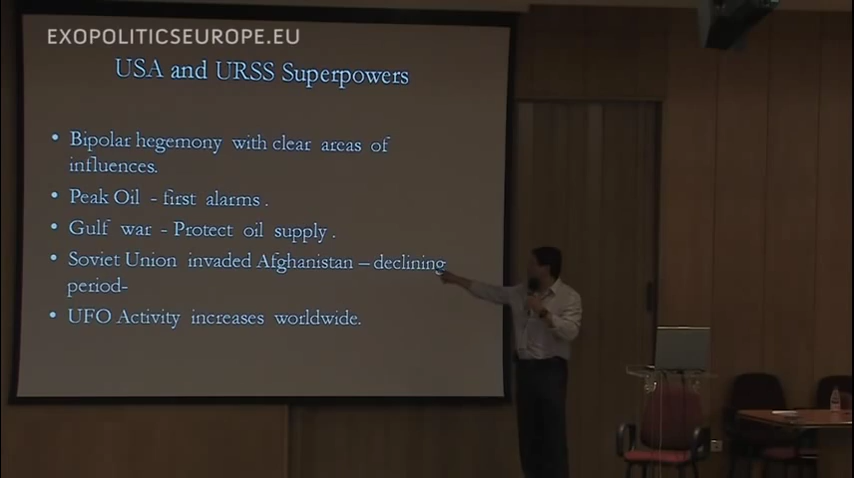 EXOPOLITICSEUROPE.EU
USA and URSS Superpowers
• Bipolar hegemony with clear areas of
influences.
• Peak Oil - first alarms .
• Gulf war - Protect oil supply .
• Soviet Union invaded Afghanistan – declining
period-
• UFO Activity increases worldwide.